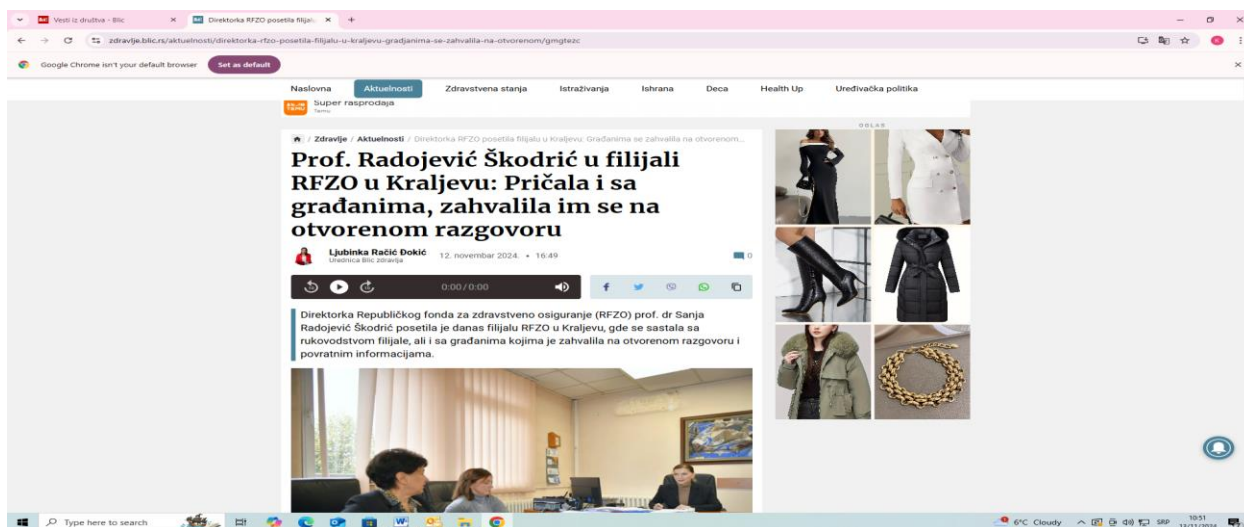 Vesti iz društva - Blic
Direktorka RFZO posetila filija
zdravlje.blic.rs/aktuelnosti/direktorka-rfzo-posetila-filijalu-u-kraljevu-gradjanima-se-zahvalila-na-otvorenom/gmgtezc
Google Chrome isn't your default browser Set as default
Naslovna Aktuelnosti Zdravstvena stanja Istraživanja Ishrana Deca Health Up Uređivačka politika
Super rasprodaja
Temu
OGLAS
/ Zdravlje / Aktuelnosti / Direktorka RFZO posetila filijalu u Kraljevu: Građanima se zahvalila na otvorenom...
Prof. Radojević Škodrić u filijali
RFZO u Kraljevu: Pričala i sa
građanima, zahvalila im se na
otvorenom razgovoru
Ljubinka Račić Đokić 12. novembar 2024. • 16:49 0
Urednica Blic zdravlja
0:00/0:00
Direktorka Republičkog fonda za zdravstveno osiguranje (RFZO) prof. dr Sanja
Radojević Škodrić posetila je danas filijalu RFZO u Kraljevu, gde se sastala sa
rukovodstvom filijale, ali i sa građanima kojima je zahvalila na otvorenom razgovoru i
povratnim informacijama.
Type here to search
6°C Cloudy SRP 10:51